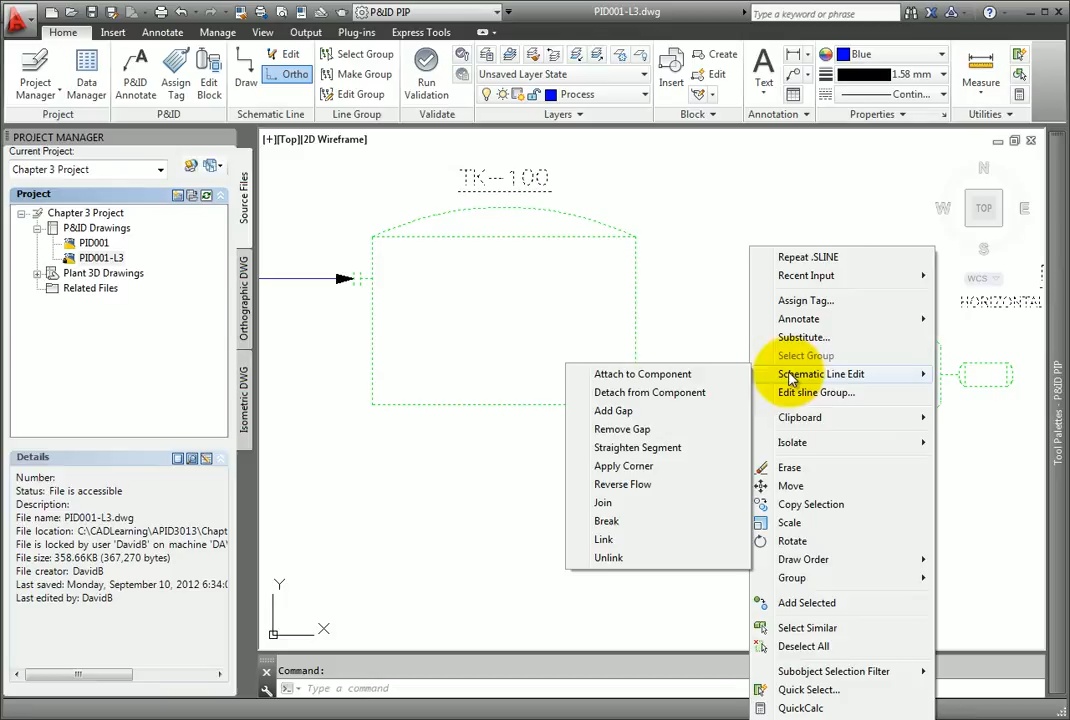 P&ID PIP
PID001-L3.dwg
Type a keyword or phrase
Home Insert Annotate Manage View Output Plug-ins Express Tools
Project Manager
Data Manager
Project
P&ID Annotate
Assign Tag
Edit Block
P&ID
Draw
Edit
Ortho
Schematic Line
Select Group
Make Group
Edit Group
Run Validation
Validate
Unsaved Layer State
Process
Layers
Insert
Create
Edit
Block
Text
Annotation
Blue
1.58 mm
Contin...
Properties
Measure
Utilities
PROJECT MANAGER
Current Project:
Chapter 3 Project
Project
Chapter 3 Project
P&ID Drawings
PID001
PID001-L3
Plant 3D Drawings
Related Files
Source Files
Orthographic DWG
Isometric DWG
Details
Number:
Status: File is accessible
Description:
File name: PID001-L3.dwg
File location: C:\CADLearning\APID3013\Chapt
File is locked by user 'DavidB' on machine 'DA
File size: 358.66KB (367,270 bytes)
File creator: DavidB
Last saved: Monday, September 10, 2012 6:34:0
Last edited by: DavidB
[+][Top][2D Wireframe]
TK-100
N
W TOP E
S
WCS
HORIZONTAL
Y
X
Repeat .SLINE
Recent Input
Assign Tag...
Annotate
Substitute...
Select Group
Schematic Line Edit
Edit sline Group...
Clipboard
Isolate
Erase
Move
Copy Selection
Scale
Rotate
Draw Order
Group
Add Selected
Select Similar
Deselect All
Subobject Selection Filter
Quick Select...
QuickCalc
Attach to Component
Detach from Component
Add Gap
Remove Gap
Straighten Segment
Apply Corner
Reverse Flow
Join
Break
Link
Unlink
Command:
Type a command
Tool Palettes - P&ID PIP